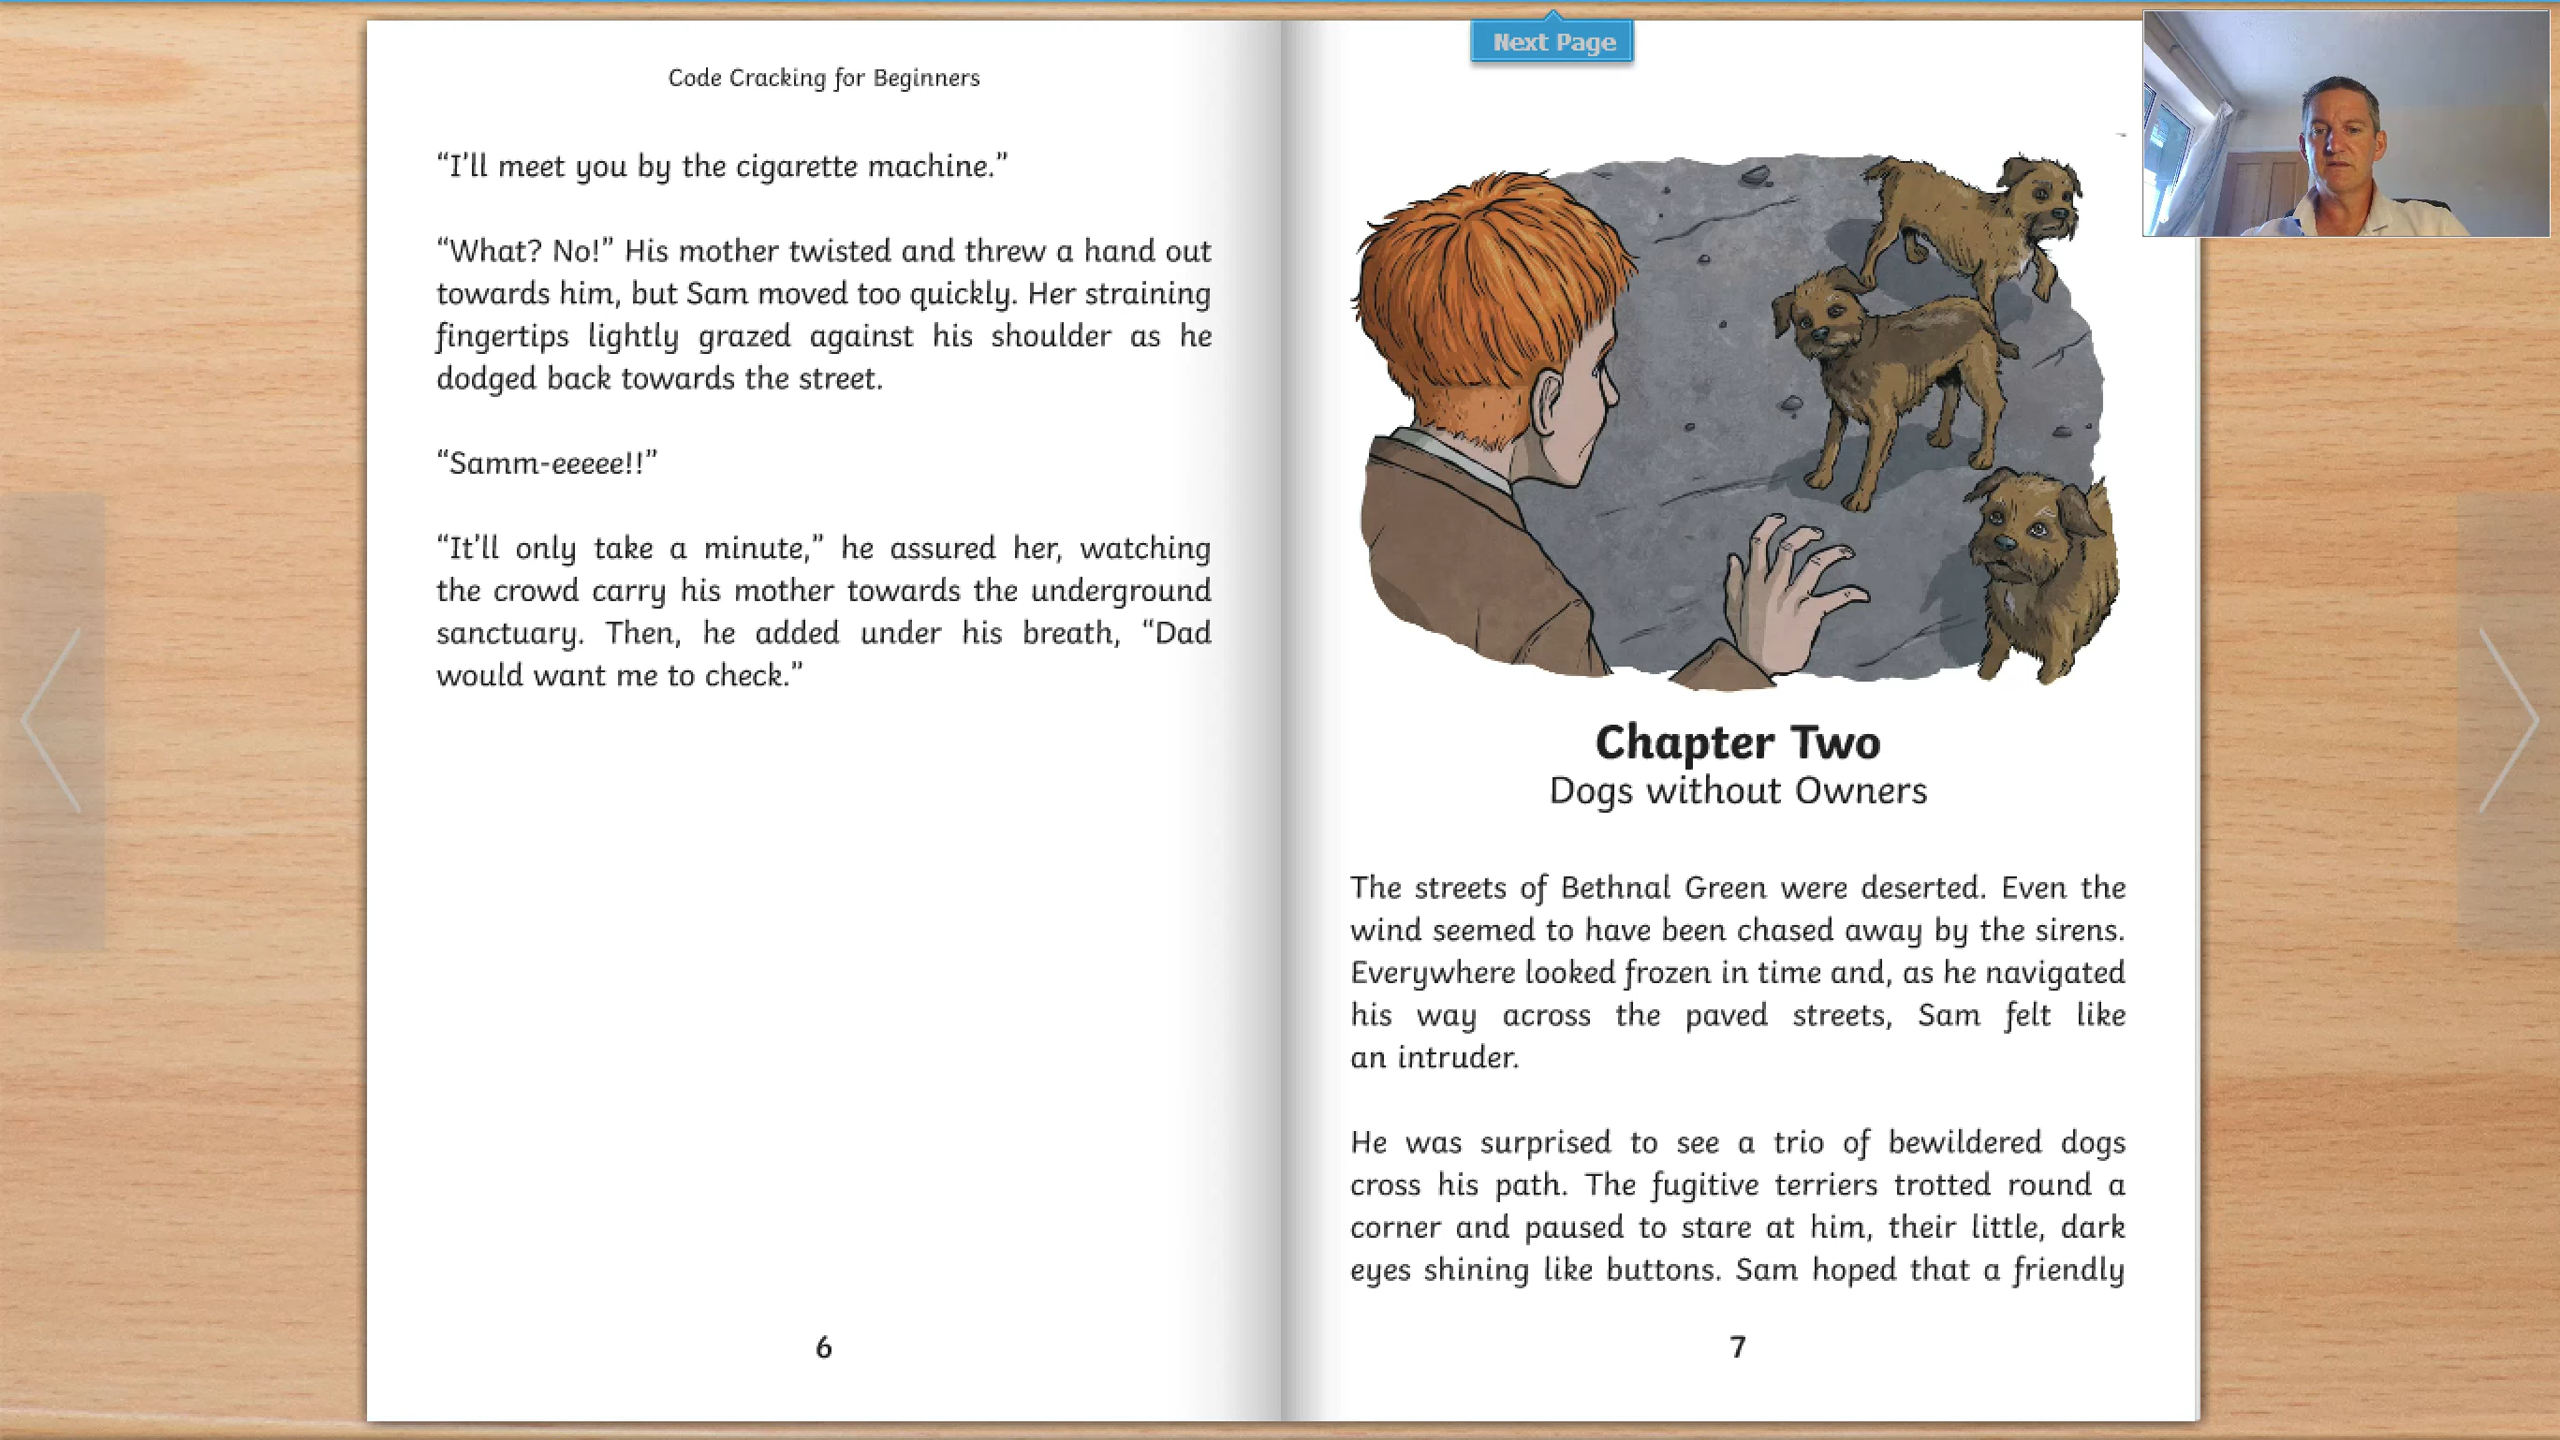 Next Page
Code Cracking for Beginners
“I’ll meet you by the cigarette machine.”
“What? No!” His mother twisted and threw a hand out
towards him, but Sam moved too quickly. Her straining
fingertips lightly grazed against his shoulder as he
dodged back towards the street.
“Samm-eeeee!!”
“It’ll only take a minute,” he assured her, watching
the crowd carry his mother towards the underground
sanctuary. Then, he added under his breath, “Dad
would want me to check.”
6
Chapter Two
Dogs without Owners
The streets of Bethnal Green were deserted. Even the
wind seemed to have been chased away by the sirens.
Everywhere looked frozen in time and, as he navigated
his way across the paved streets, Sam felt like
an intruder.
He was surprised to see a trio of bewildered dogs
cross his path. The fugitive terriers trotted round a
corner and paused to stare at him, their little, dark
eyes shining like buttons. Sam hoped that a friendly
7